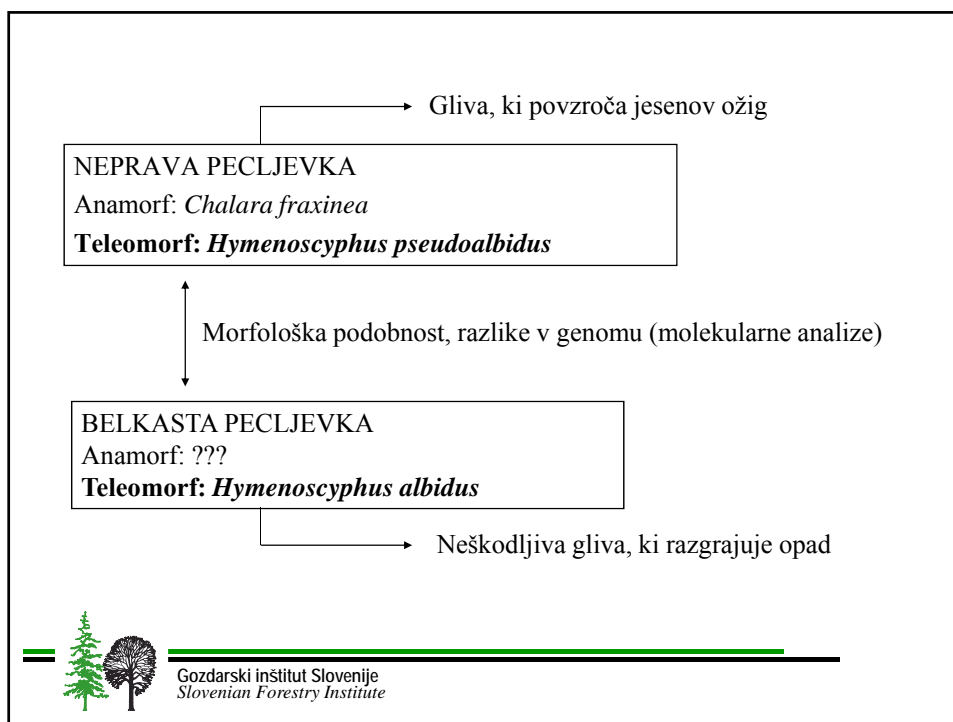 Gliva, ki povzroča jesenov ožig
NEPRAVA PECLJEVKA
Anamorf: Chalara fraxinea
Teleomorf: Hymenoscyphus pseudoalbidus
Morfološka podobnost, razlike v genomu (molekularne analize)
BELKASTA PECLJEVKA
Anamorf: ???
Teleomorf: Hymenoscyphus albidus
Neškodljiva gliva, ki razgrajuje opad
Gozdarski inštitut Slovenije
Slovenian Forestry Institute